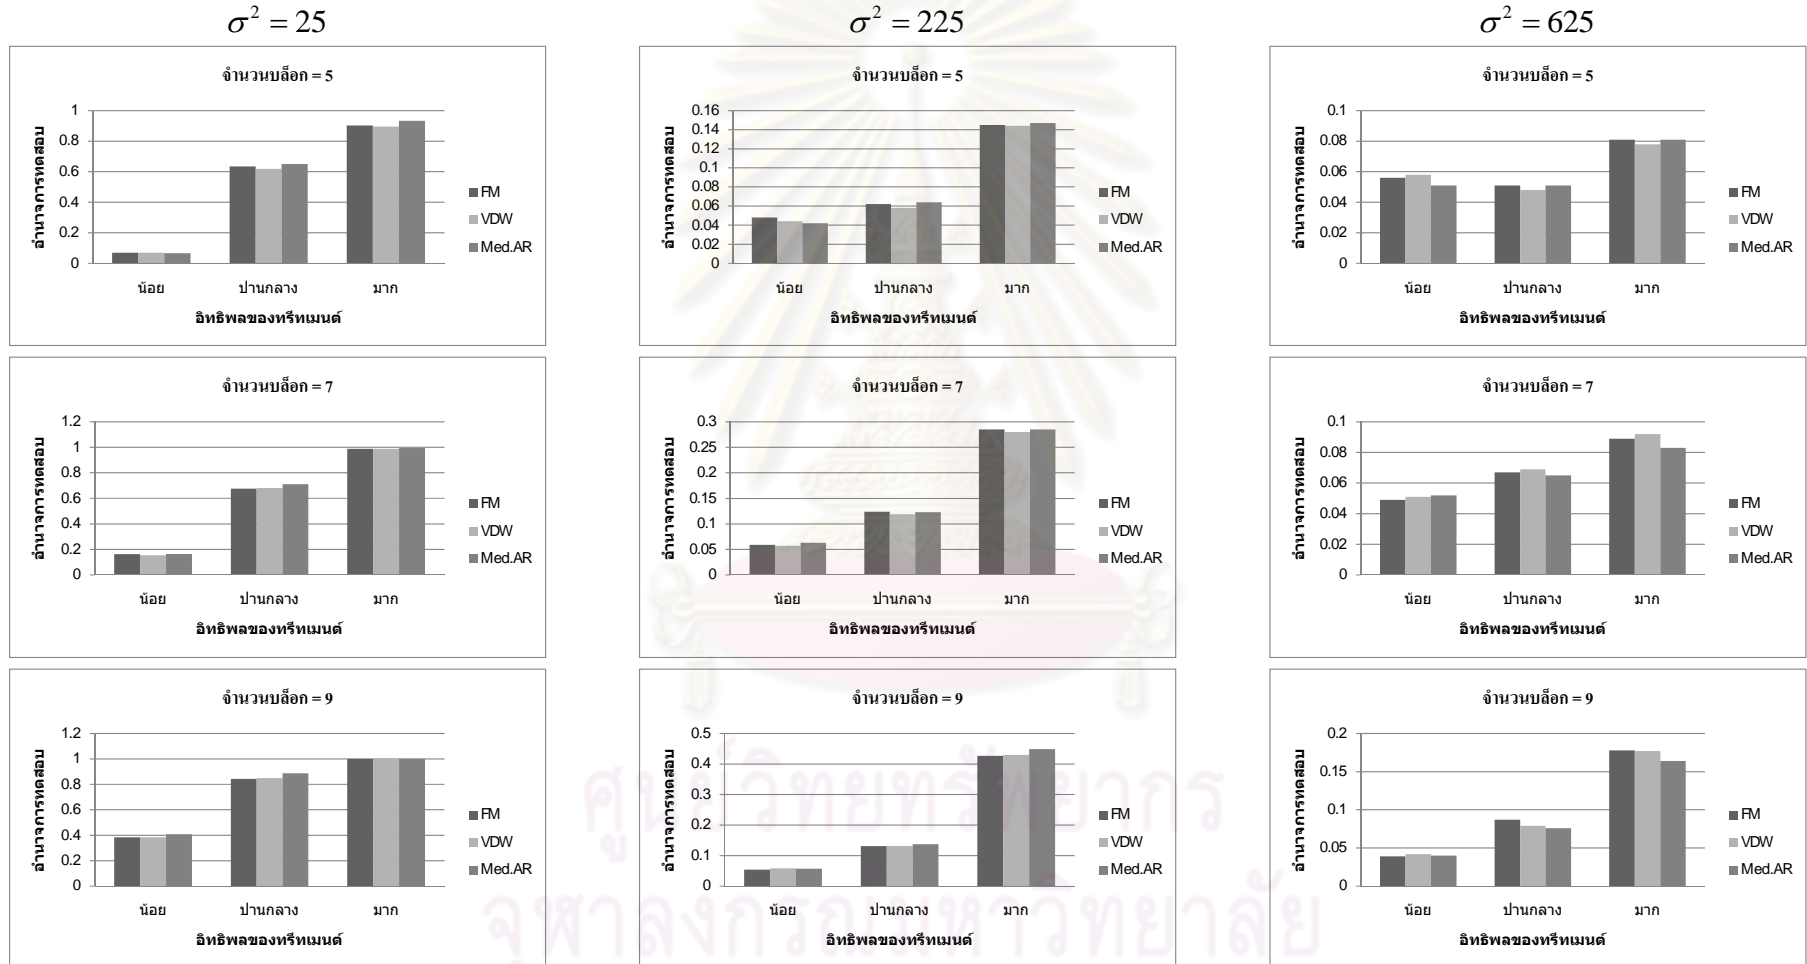 σ² = 25
จำนวนบล็อก = 5
อำนาจการทดสอบ
1
0.8
0.6
0.4
0.2
0
น้อย ปานกลาง มาก
อิทธิพลของทรีทเมนต์
FM
VDW
Med.AR
σ² = 225
จำนวนบล็อก = 5
อำนาจการทดสอบ
0.16
0.14
0.12
0.1
0.08
0.06
0.04
0.02
0
น้อย ปานกลาง มาก
อิทธิพลของทรีทเมนต์
FM
VDW
Med.AR
σ² = 625
จำนวนบล็อก = 5
อำนาจการทดสอบ
0.1
0.08
0.06
0.04
0.02
0
น้อย ปานกลาง มาก
อิทธิพลของทรีทเมนต์
FM
VDW
Med.AR
จำนวนบล็อก = 7
อำนาจการทดสอบ
1.2
1
0.8
0.6
0.4
0.2
0
น้อย ปานกลาง มาก
อิทธิพลของทรีทเมนต์
FM
VDW
Med.AR
จำนวนบล็อก = 7
อำนาจการทดสอบ
0.3
0.25
0.2
0.15
0.1
0.05
0
น้อย ปานกลาง มาก
อิทธิพลของทรีทเมนต์
FM
VDW
Med.AR
จำนวนบล็อก = 7
อำนาจการทดสอบ
0.1
0.08
0.06
0.04
0.02
0
น้อย ปานกลาง มาก
อิทธิพลของทรีทเมนต์
FM
VDW
Med.AR
จำนวนบล็อก = 9
อำนาจการทดสอบ
1.2
1
0.8
0.6
0.4
0.2
0
น้อย ปานกลาง มาก
อิทธิพลของทรีทเมนต์
FM
VDW
Med.AR
จำนวนบล็อก = 9
อำนาจการทดสอบ
0.5
0.4
0.3
0.2
0.1
0
น้อย ปานกลาง มาก
อิทธิพลของทรีทเมนต์
FM
VDW
Med.AR
จำนวนบล็อก = 9
อำนาจการทดสอบ
0.2
0.15
0.1
0.05
0
น้อย ปานกลาง มาก
อิทธิพลของทรีทเมนต์
FM
VDW
Med.AR
ศูนย์วิทยทรัพยากร
จุฬาลงกรณ์มหาวิทยาลัย